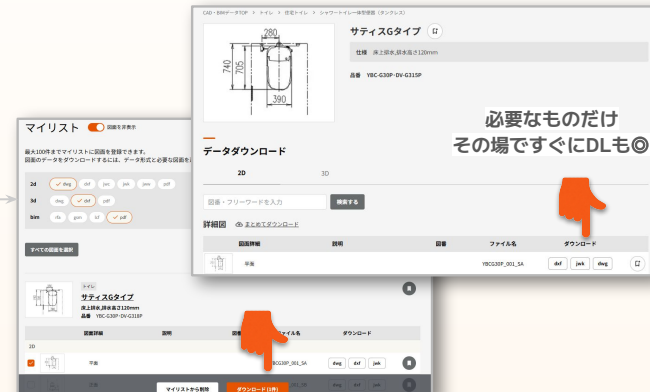 CAD・BIMデータTOP > トイレ > 住宅トイレ > シャワートイレ一体型便器（タンクレス）
サティスGタイプ
仕様 床上排水,排水高さ120mm
品番 YBC-G30P-DV-G315P
280
740
705
390
必要なものだけ
その場ですぐにDLも◎
データダウンロード
2D 3D
図番・フリーワードを入力 検索する
詳細図 まとめてダウンロード
図面詳細 説明 図番 ファイル名 ダウンロード
平面 YBCG30P_001_SA dxf jwk dwg
マイリスト 図面を非表示
最大100件までマイリストに図面を登録できます。
図面のデータをダウンロードするには、データ形式と必要な図面を
2d dwg dxf jwc jwk jww pdf
3d dwg dxf pdf
bim rfa gsm ict pdf
すべての図面を選択
トイレ
サティスGタイプ
床上排水,排水高さ120mm
品番 YBC-G30P-DV-G318P
図面詳細 説明 図番 ファイル名 ダウンロード
2D
平面 BCG30P_001_SA dwg dxf jwk
マイリストから削除 ダウンロード (1件) dwg dxf jwk